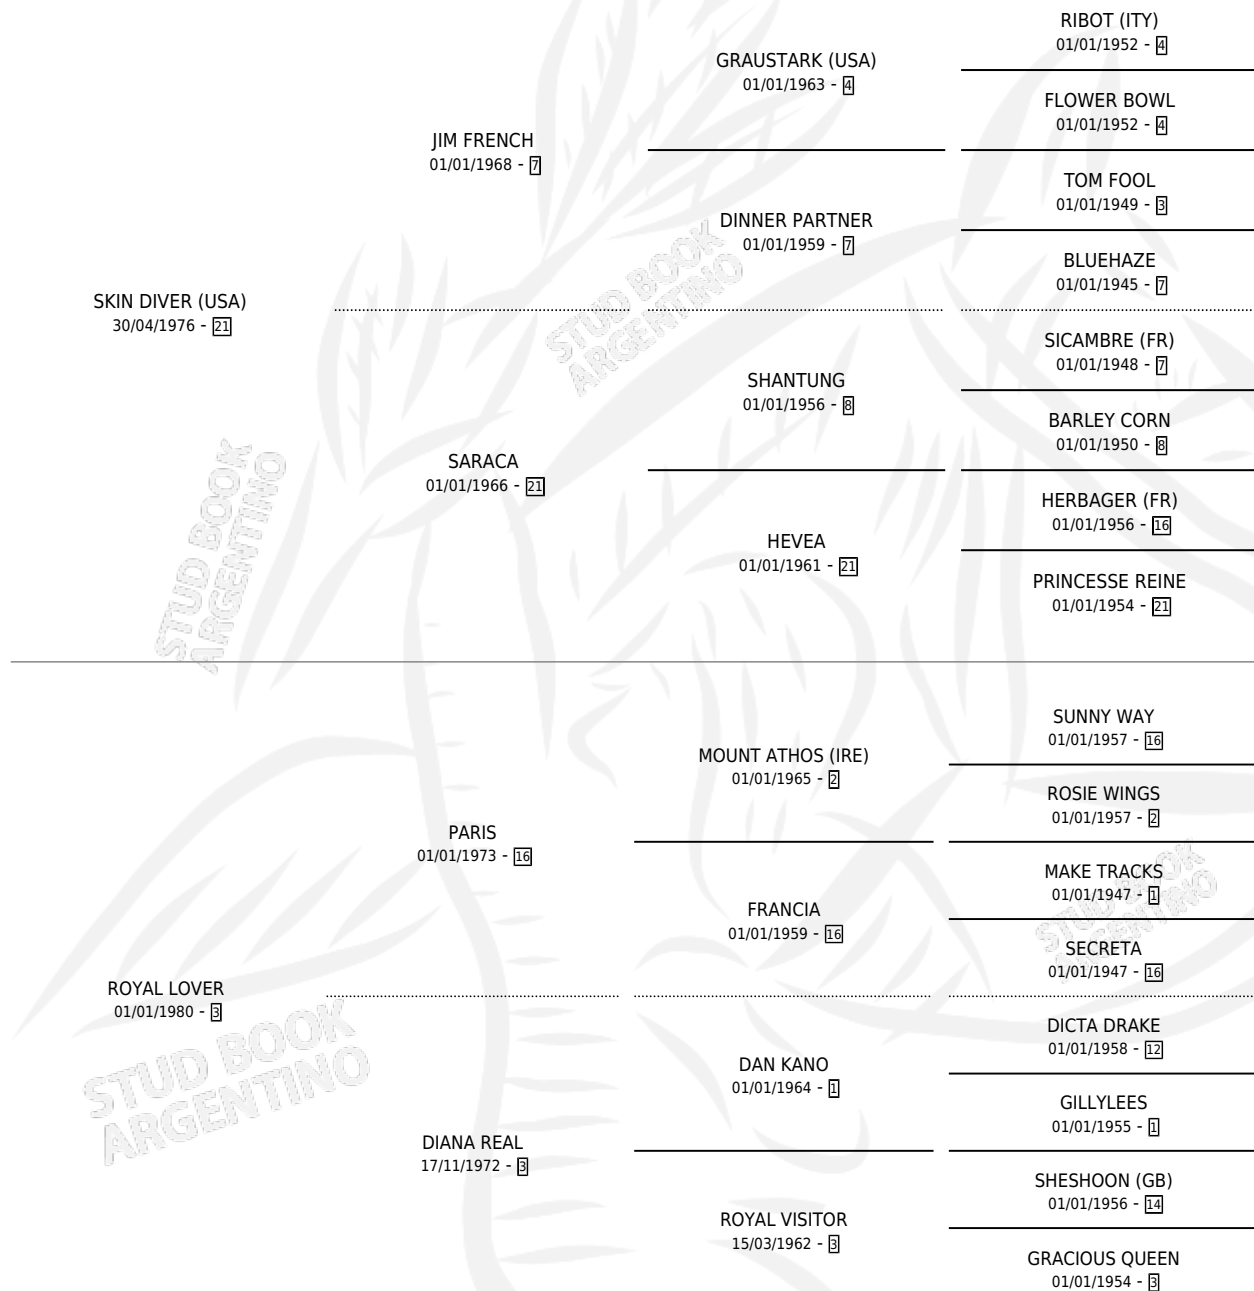 SKIN DIVER (USA)
30/04/1976 - 21
JIM FRENCH
01/01/1968 - 7
GRAUSTARK (USA)
01/01/1963 - 4
RIBOT (ITY)
01/01/1952 - 4
FLOWER BOWL
01/01/1952 - 4
DINNER PARTNER
01/01/1959 - 7
TOM FOOL
01/01/1949 - 3
BLUEHAZE
01/01/1945 - 7
SARACA
01/01/1966 - 21
SHANTUNG
01/01/1956 - 8
SICAMBRE (FR)
01/01/1948 - 7
BARLEY CORN
01/01/1950 - 8
HEVEA
01/01/1961 - 21
HERBAGER (FR)
01/01/1956 - 16
PRINCESSE REINE
01/01/1954 - 21
ROYAL LOVER
01/01/1980 - 3
PARIS
01/01/1973 - 16
MOUNT ATHOS (IRE)
01/01/1965 - 2
SUNNY WAY
01/01/1957 - 16
ROSIE WINGS
01/01/1957 - 2
FRANCIA
01/01/1959 - 16
MAKE TRACKS
01/01/1947 - 1
SECRETA
01/01/1947 - 16
DIANA REAL
17/11/1972 - 3
DAN KANO
01/01/1964 - 1
DICTA DRAKE
01/01/1958 - 12
GILLYLEES
01/01/1955 - 1
ROYAL VISITOR
15/03/1962 - 3
SHESHOON (GB)
01/01/1956 - 14
GRACIOUS QUEEN
01/01/1954 - 3
STUD BOOK
ARGENTINO
STUD BOOK
ARGENTINO
STUD BOOK
ARGENTINO
STUD BOOK
ARGENTINO